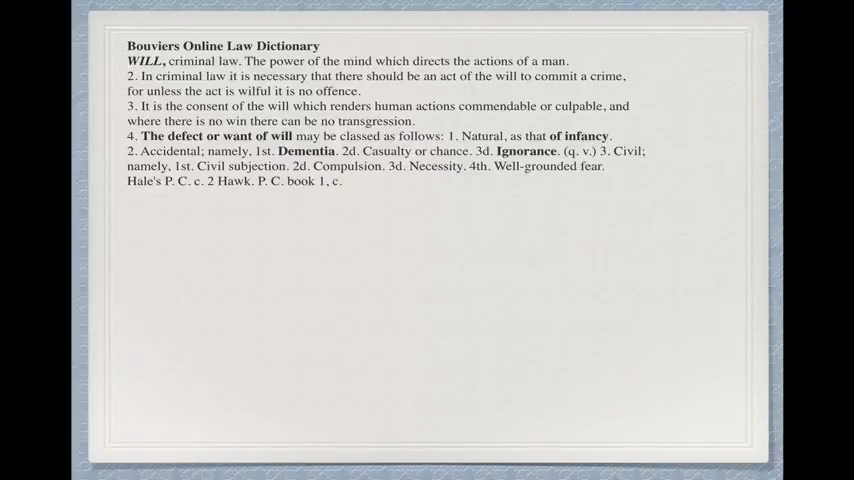 Bouviers Online Law Dictionary
WILL, criminal law. The power of the mind which directs the actions of a man.
2. In criminal law it is necessary that there should be an act of the will to commit a crime,
for unless the act is wilful it is no offence.
3. It is the consent of the will which renders human actions commendable or culpable, and
where there is no win there can be no transgression.
4. The defect or want of will may be classed as follows: 1. Natural, as that of infancy.
2. Accidental; namely, 1st. Dementia. 2d. Casualty or chance. 3d. Ignorance. (q. v.) 3. Civil;
namely, 1st. Civil subjection. 2d. Compulsion. 3d. Necessity. 4th. Well-grounded fear.
Hale's P. C. c. 2 Hawk. P. C. book 1, c.